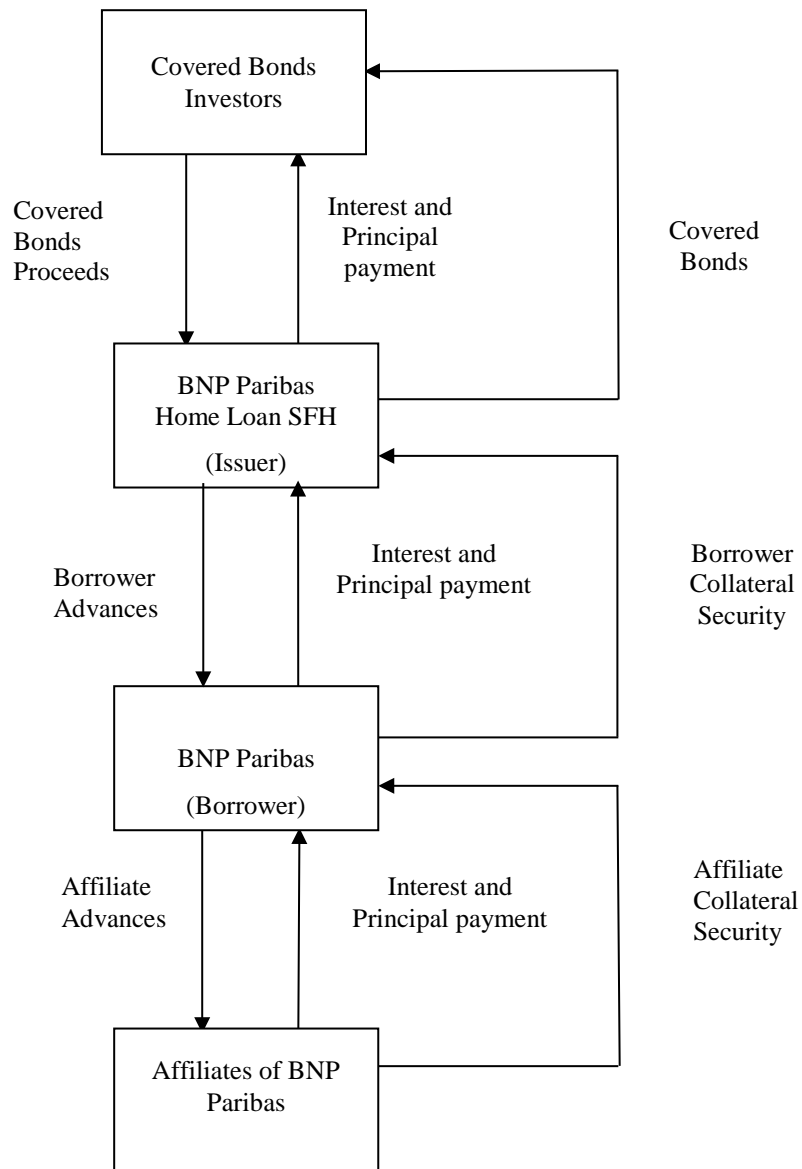 Covered Bonds
Investors
Covered
Bonds
Proceeds
Interest and
Principal
payment
Covered
Bonds
BNP Paribas
Home Loan SFH
(Issuer)
Borrower
Advances
Interest and
Principal payment
Borrower
Collateral
Security
BNP Paribas
(Borrower)
Affiliate
Advances
Interest and
Principal payment
Affiliate
Collateral
Security
Affiliates of BNP
Paribas